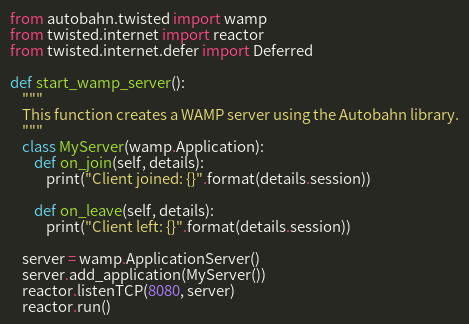 from autobahn.twisted import wamp
from twisted.internet import reactor
from twisted.internet.defer import Deferred

def start_wamp_server():
    """
    This function creates a WAMP server using the Autobahn library.
    """
    class MyServer(wamp.Application):
        def on_join(self, details):
            print("Client joined: {}".format(details.session))

        def on_leave(self, details):
            print("Client left: {}".format(details.session))

    server = wamp.ApplicationServer()
    server.add_application(MyServer())
    reactor.listenTCP(8080, server)
    reactor.run()